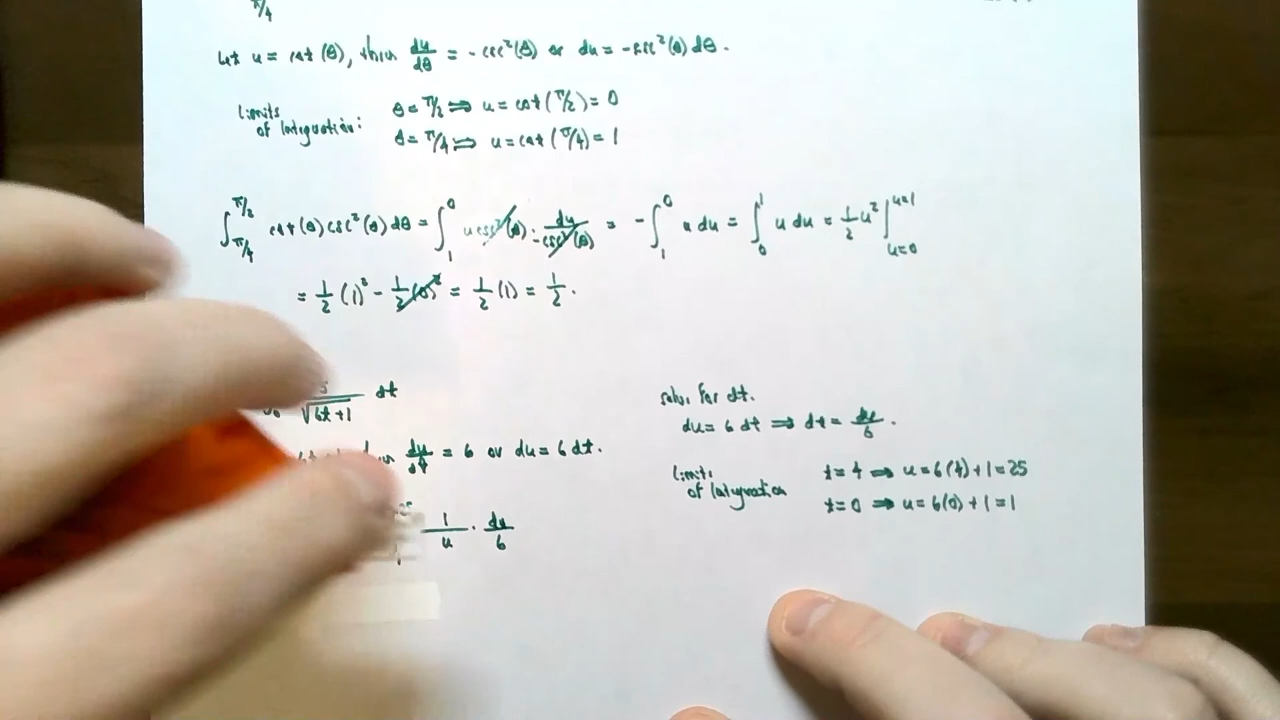 π/4
Let u = cot(θ), then du/dθ = -csc²(θ) or du = -csc²(θ) dθ.
Limits of Integration:
θ = π/2 ⟹ u = cot(π/2) = 0
θ = π/4 ⟹ u = cot(π/4) = 1
∫_{π/4}^{π/2} cot(θ) csc²(θ) dθ = ∫_1^0 u csc²(θ) · du/-csc²(θ) = -∫_1^0 u du = ∫_0^1 u du = 1/2 u² |_{u=0}^{u=1}
= 1/2 (1)² - 1/2 (0)² = 1/2 (1) = 1/2.
/√(6t+1) dt
du/dt = 6 or du = 6 dt.
1/u · du/6
Solve for dt.
du = 6 dt ⟹ dt = du/6.
Limits of Integration
t = 4 ⟹ u = 6(4) + 1 = 25
t = 0 ⟹ u = 6(0) + 1 = 1